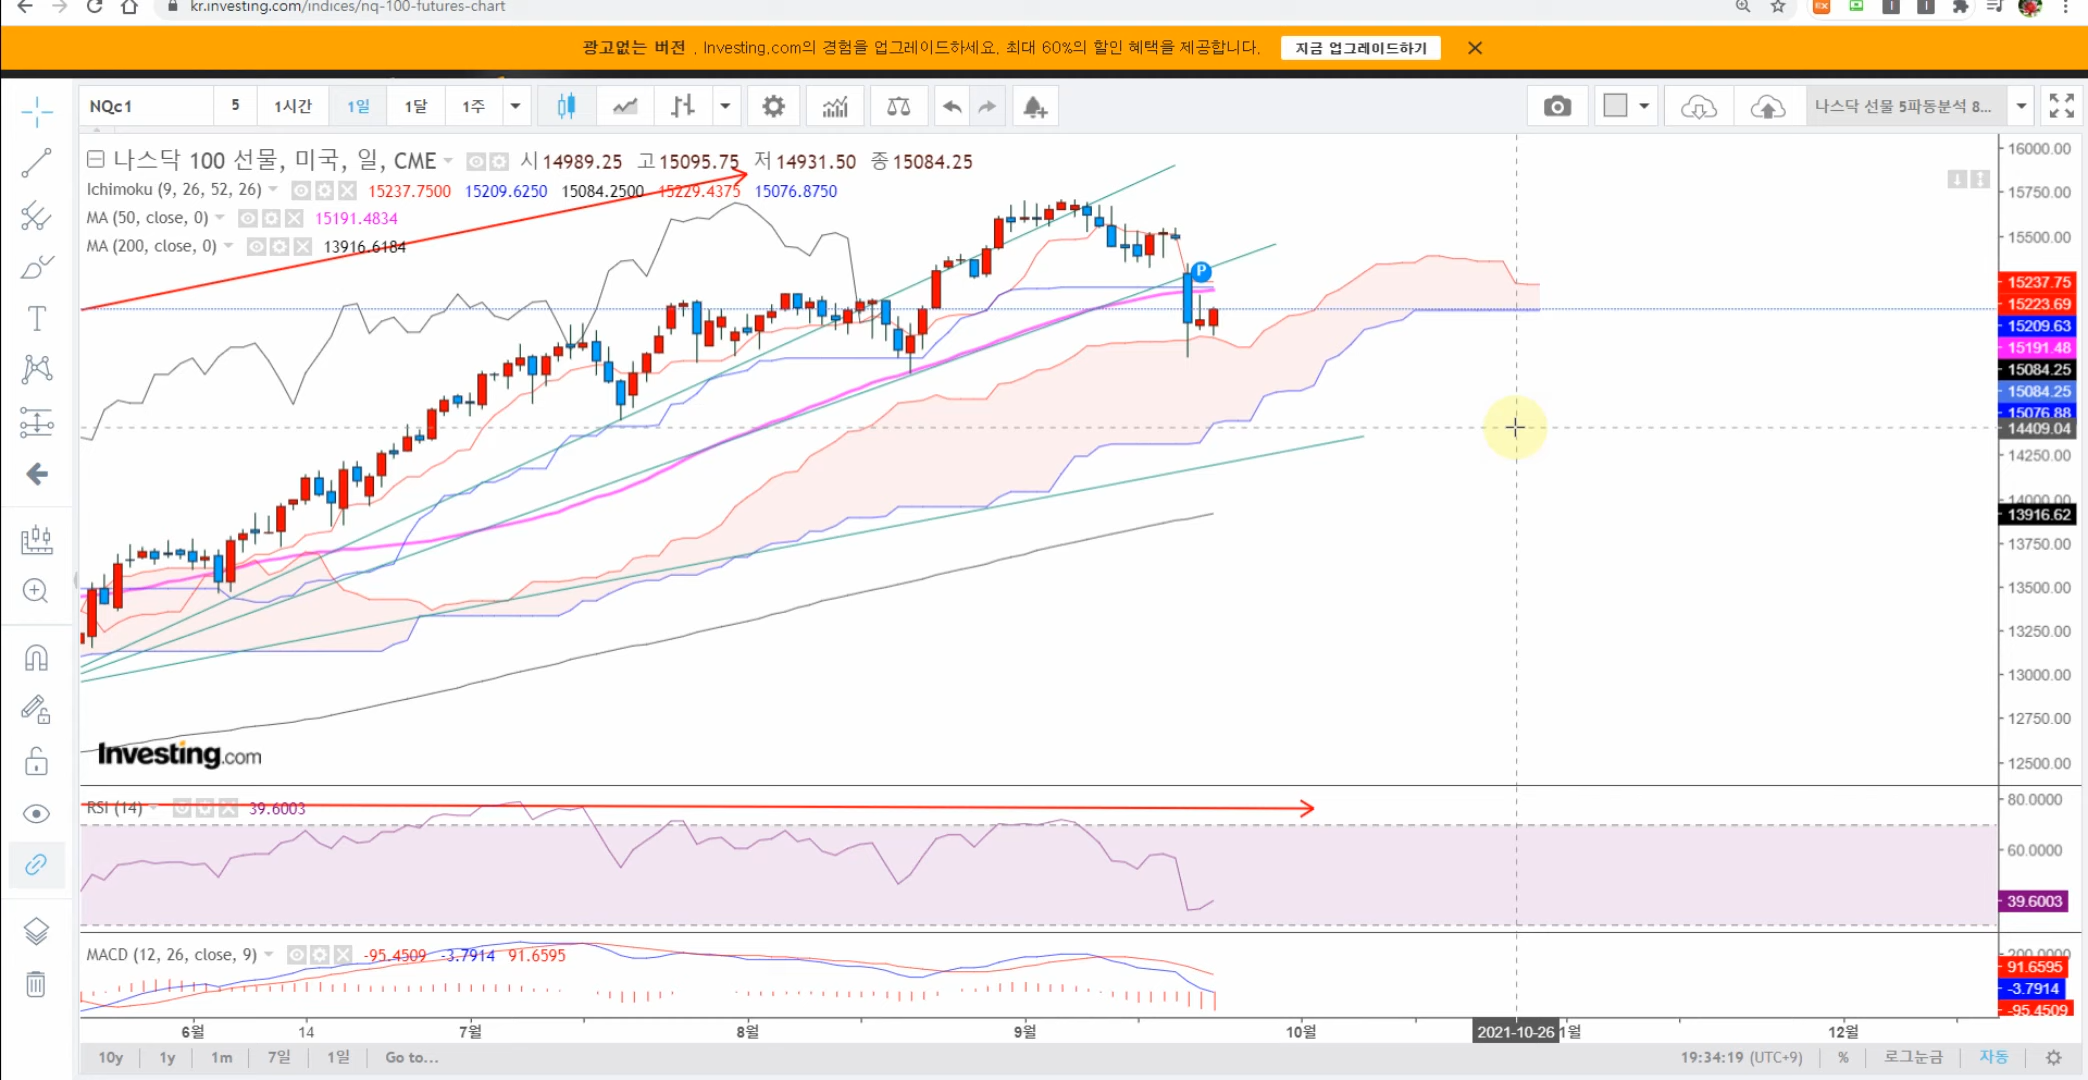 kr.investing.com/indices/nq-100-futures-chart
광고없는 버전 . Investing.com의 경험을 업그레이드하세요. 최대 60%의 할인 혜택을 제공합니다. 지금 업그레이드하기
NQc1 5 1시간 1일 1달 1주 나스닥 선물 5파동분석 8...
나스닥 100 선물, 미국, 일, CME 시 14989.25 고 15095.75 저 14931.50 종 15084.25
Ichimoku (9, 26, 52, 26) 15237.7500 15209.6250 15084.2500 15229.4375 15076.8750
MA (50, close, 0) 15191.4834
MA (200, close, 0) 13916.6184
P
16000.00
15750.00
15500.00
15237.75
15223.69
15209.63
15191.48
15084.25
15084.25
15076.88
14409.04
14250.00
14000.00
13916.62
13750.00
13500.00
13250.00
13000.00
12750.00
12500.00
Investing.com
RSI (14) 39.6003
80.0000
60.0000
39.6003
MACD (12, 26, close, 9) -95.4509 -3.7914 91.6595
200.0000
91.6595
-3.7914
-95.4509
6월 14 7월 8월 9월 10월 2021-10-26 1월 12월
10y 1y 1m 7일 1일 Go to... 19:34:19 (UTC+9) % 로그눈금 자동